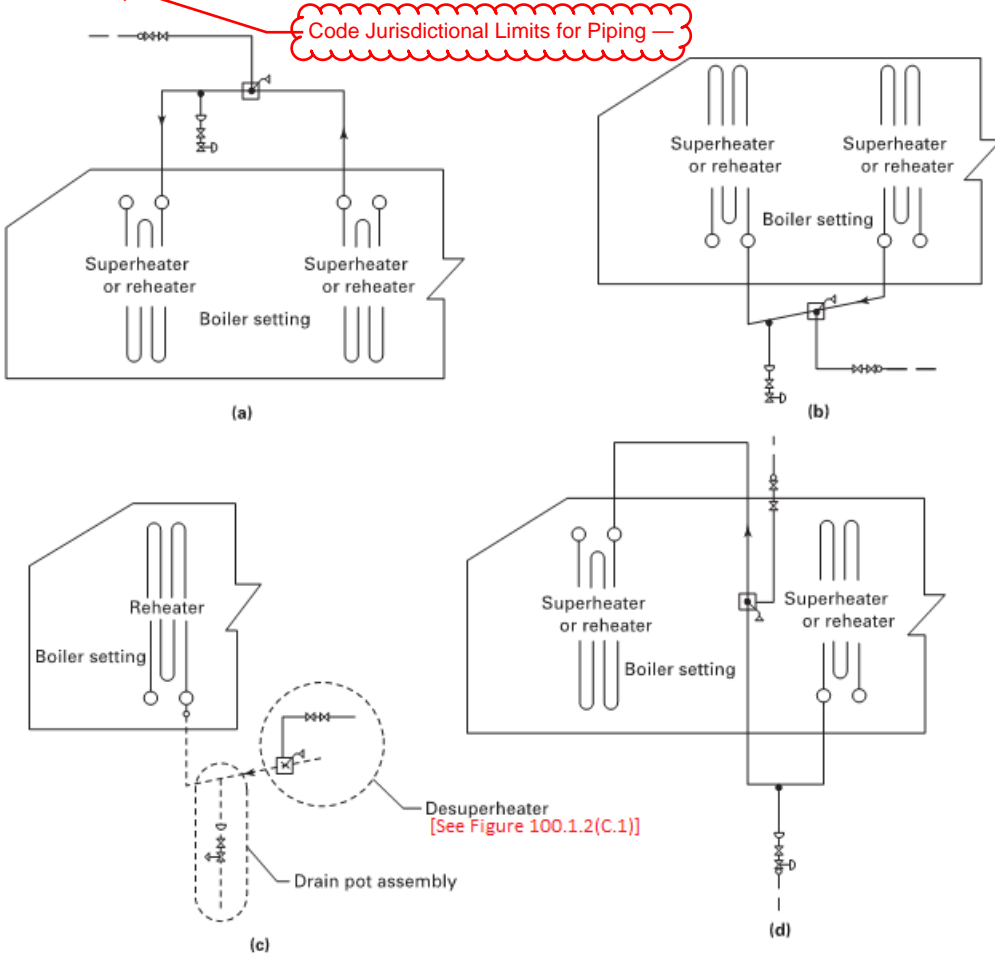 Code Jurisdictional Limits for Piping —
Superheater
or reheater
Superheater
or reheater
Boiler setting
(a)
Superheater
or reheater
Superheater
or reheater
Boiler setting
(b)
Reheater
Boiler setting
Desuperheater
[See Figure 100.1.2(C.1)]
Drain pot assembly
(c)
Superheater
or reheater
Superheater
or reheater
Boiler setting
(d)